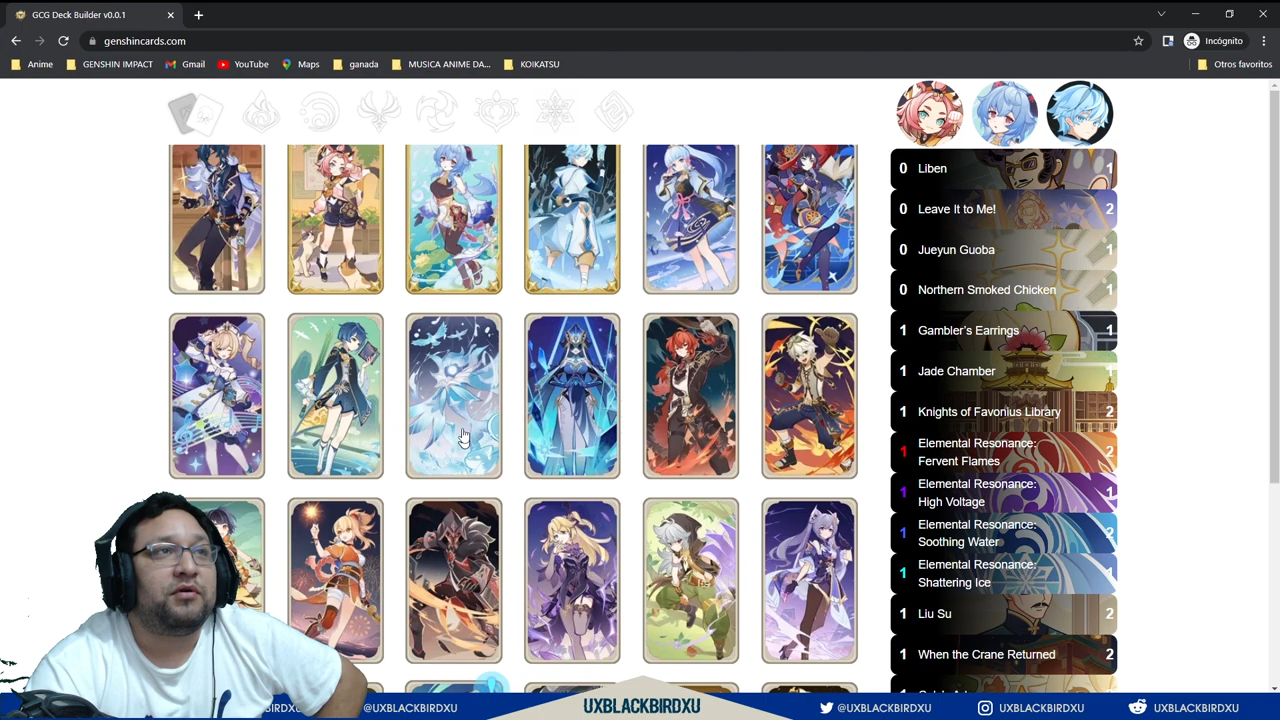 GCG Deck Builder v0.0.1
genshincards.com
Incógnito
Anime
GENSHIN IMPACT
Gmail
YouTube
Maps
ganada
MUSICA ANIME DA...
KOIKATSU
Otros favoritos
0 Liben 1
0 Leave It to Me! 2
0 Jueyun Guoba 1
0 Northern Smoked Chicken 1
1 Gambler's Earrings 1
1 Jade Chamber 1
1 Knights of Favonius Library 2
1 Elemental Resonance: 2
Fervent Flames
1 Elemental Resonance: 1
High Voltage
1 Elemental Resonance: 2
Soothing Water
1 Elemental Resonance: 1
Shattering Ice
1 Liu Su 2
1 When the Crane Returned 2
BIRDXU
@UXBLACKBIRDXU
UXBLACKBIRDXU
@UXBLACKBIRDXU
UXBLACKBIRDXU
UXBLACKBIRDXU